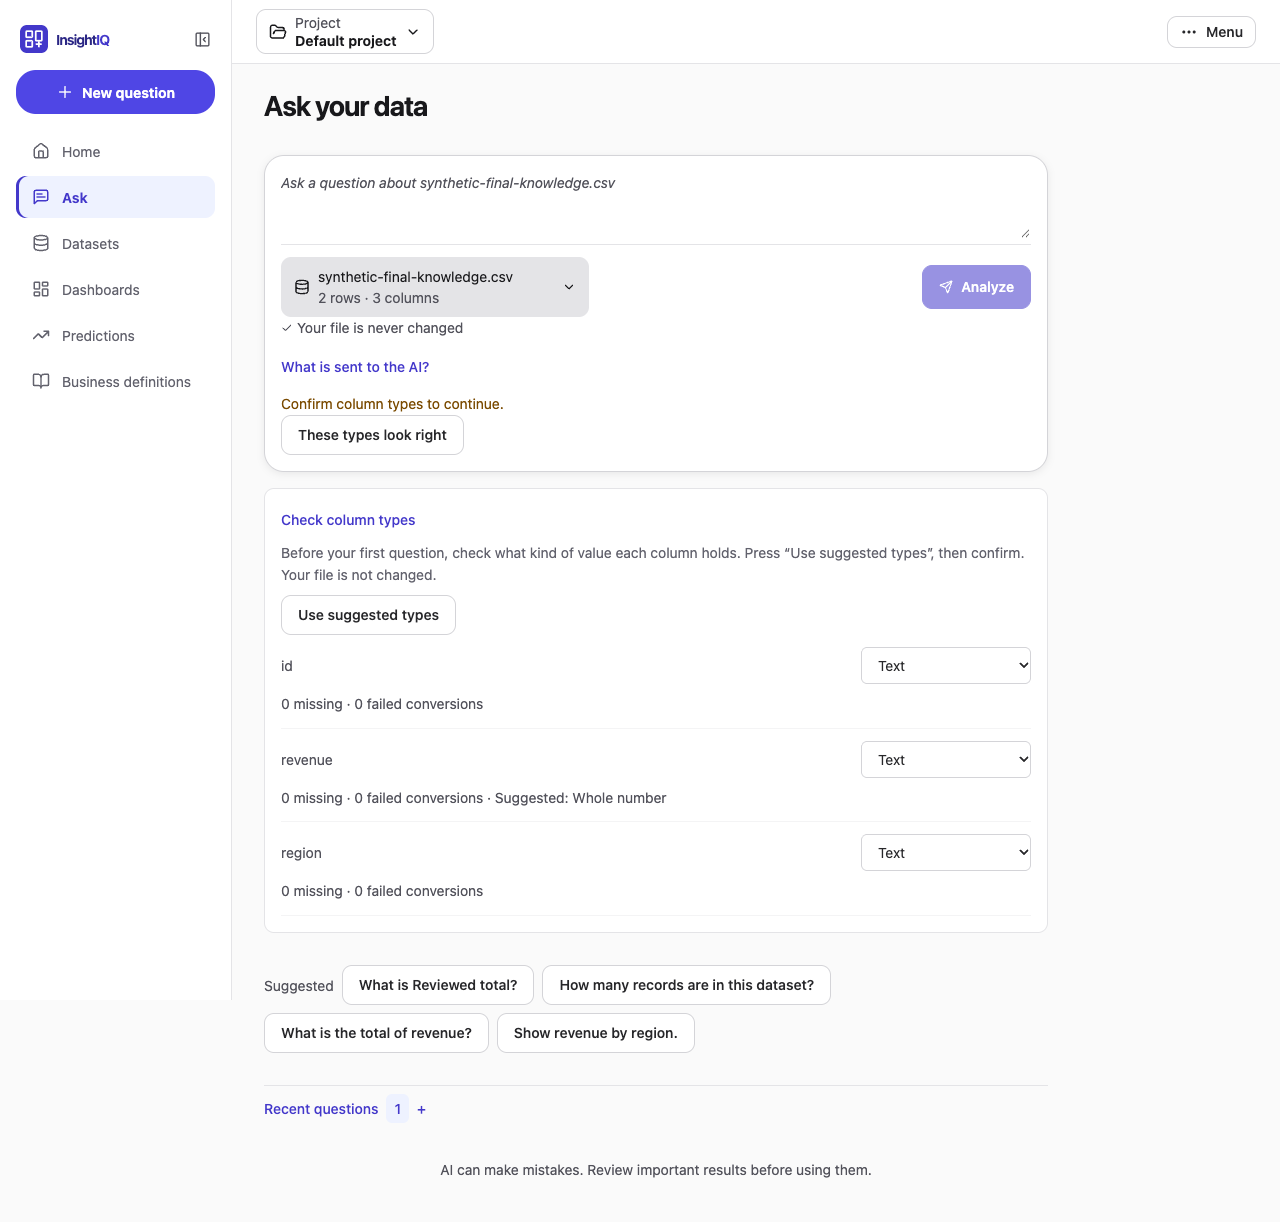 InsightIQ
New question
Home
Ask
Datasets
Dashboards
Predictions
Business definitions
Project
Default project
Menu
Ask your data
Ask a question about synthetic-final-knowledge.csv
synthetic-final-knowledge.csv
2 rows · 3 columns
Analyze
Your file is never changed
What is sent to the AI?
Confirm column types to continue.
These types look right
Check column types
Before your first question, check what kind of value each column holds. Press “Use suggested types”, then confirm.
Your file is not changed.
Use suggested types
id
Text
0 missing · 0 failed conversions
revenue
Text
0 missing · 0 failed conversions · Suggested: Whole number
region
Text
0 missing · 0 failed conversions
Suggested
What is Reviewed total?
How many records are in this dataset?
What is the total of revenue?
Show revenue by region.
Recent questions 1 +
AI can make mistakes. Review important results before using them.